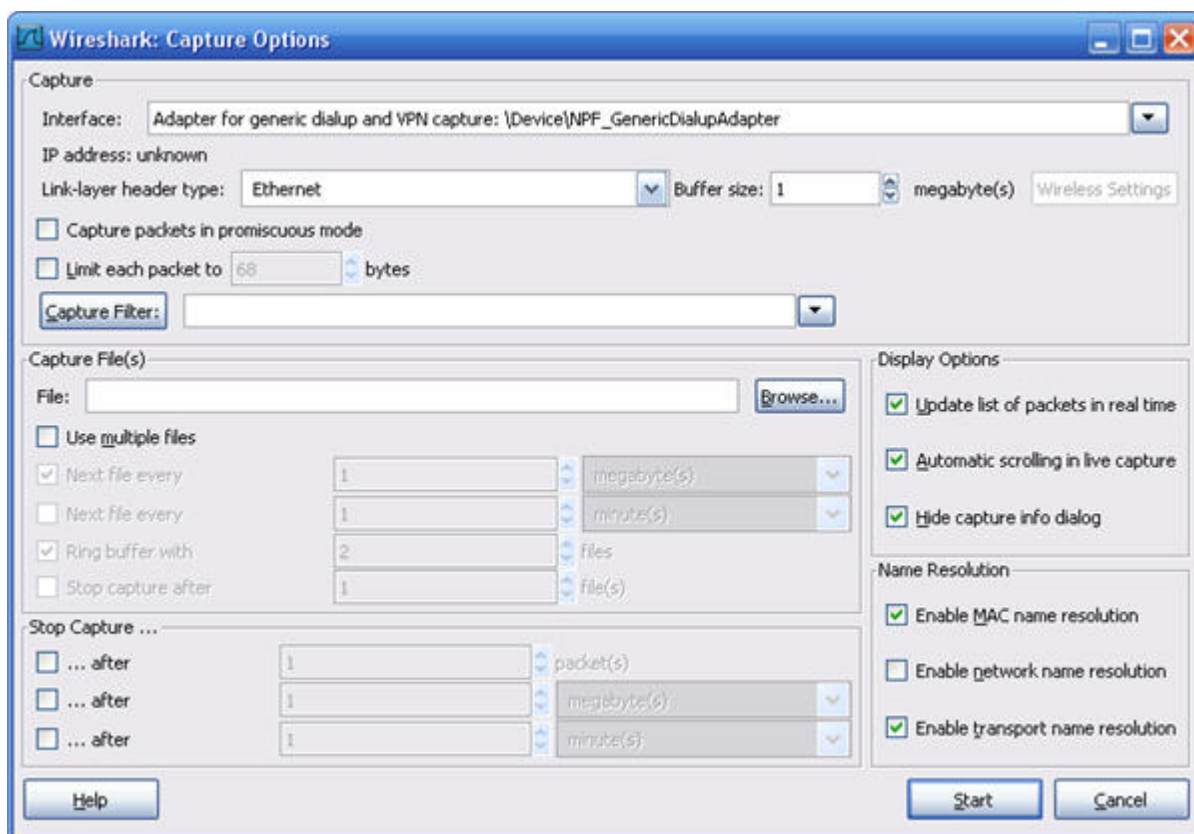 Wireshark: Capture Options
Capture
Interface: Adapter for generic dialup and VPN capture: \Device\NPF_GenericDialupAdapter
IP address: unknown
Link-layer header type: Ethernet Buffer size: 1 megabyte(s) Wireless Settings
Capture packets in promiscuous mode
Limit each packet to 68 bytes
Capture Filter:
Capture File(s)
File: Browse...
Use multiple files
Next file every 1 megabyte(s)
Next file every 1 minute(s)
Ring buffer with 2 files
Stop capture after 1 file(s)
Stop Capture ...
... after 1 packet(s)
... after 1 megabyte(s)
... after 1 minute(s)
Display Options
Update list of packets in real time
Automatic scrolling in live capture
Hide capture info dialog
Name Resolution
Enable MAC name resolution
Enable network name resolution
Enable transport name resolution
Help Start Cancel